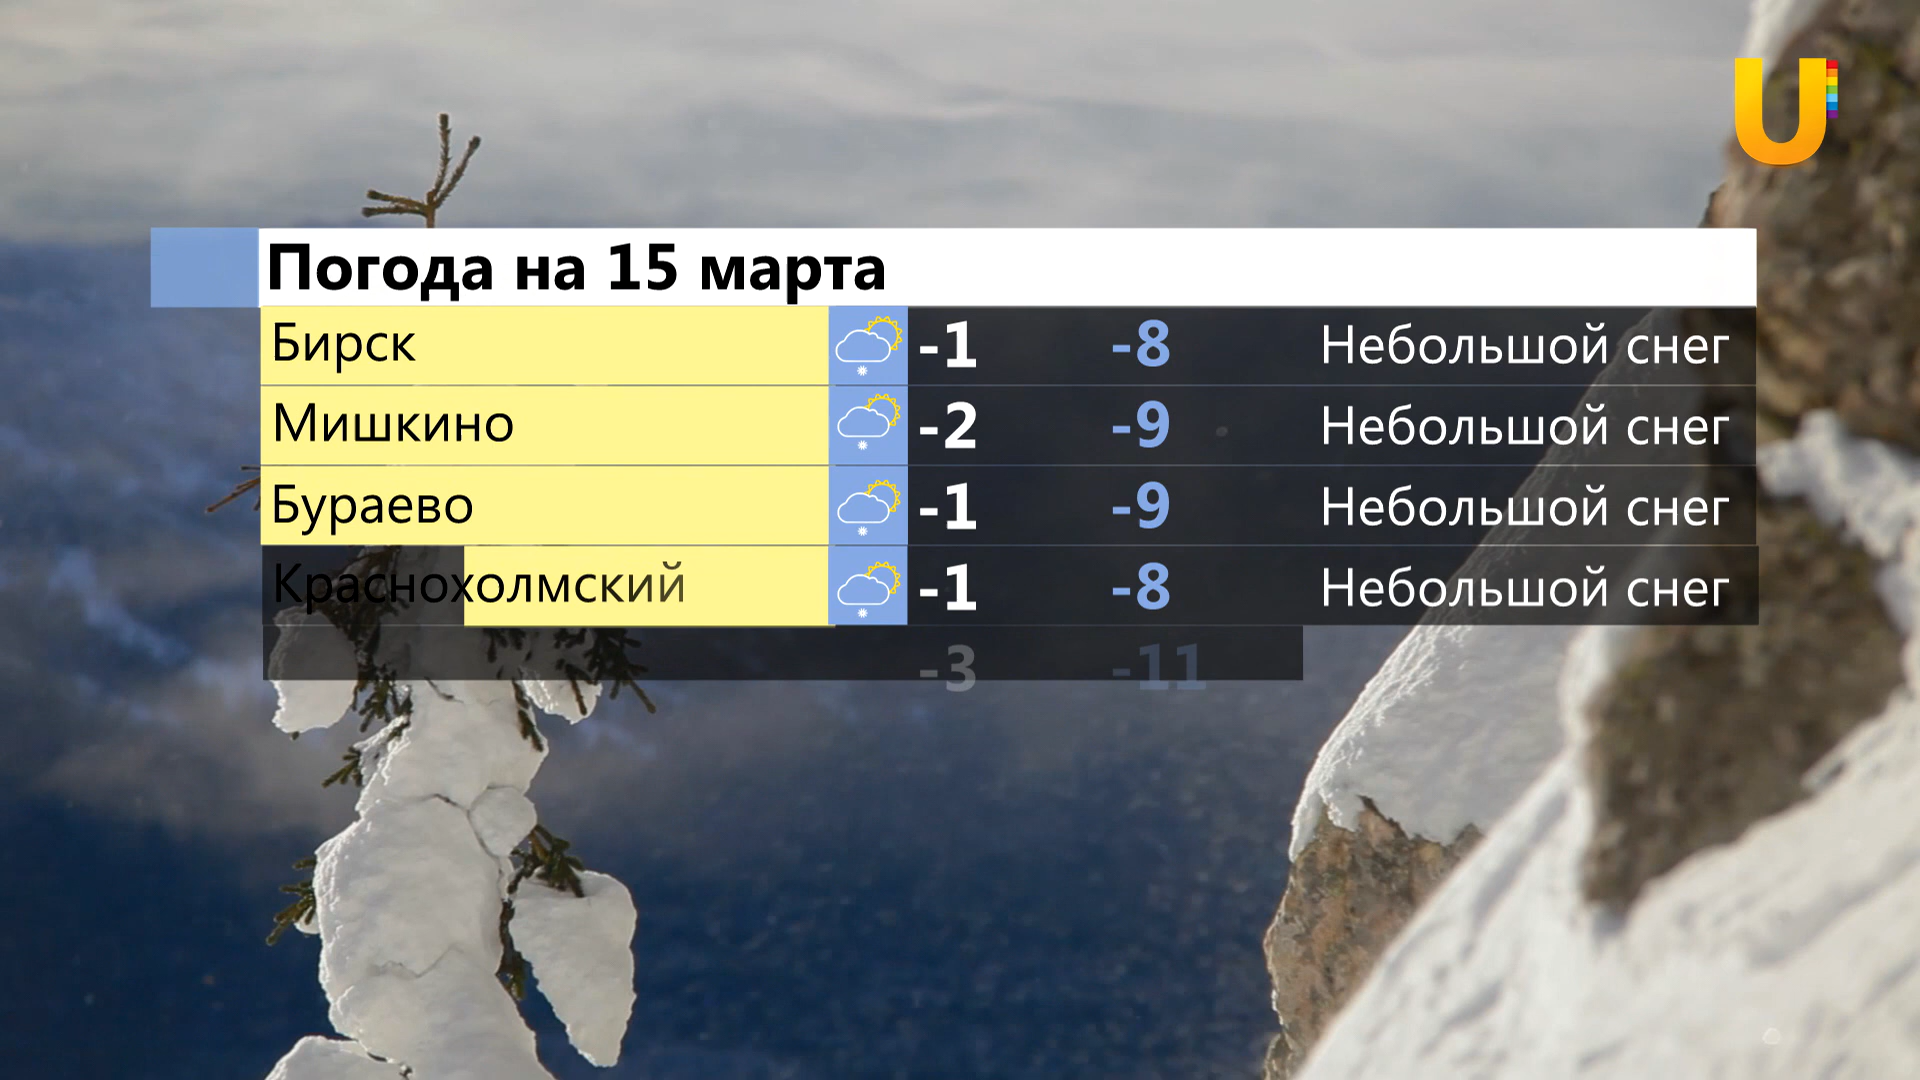 U
Погода на 15 марта
Бирск -1 -8 Небольшой снег
Мишкино -2 -9 Небольшой снег
Бураево -1 -9 Небольшой снег
Краснохолмский -1 -8 Небольшой снег
-3 -11